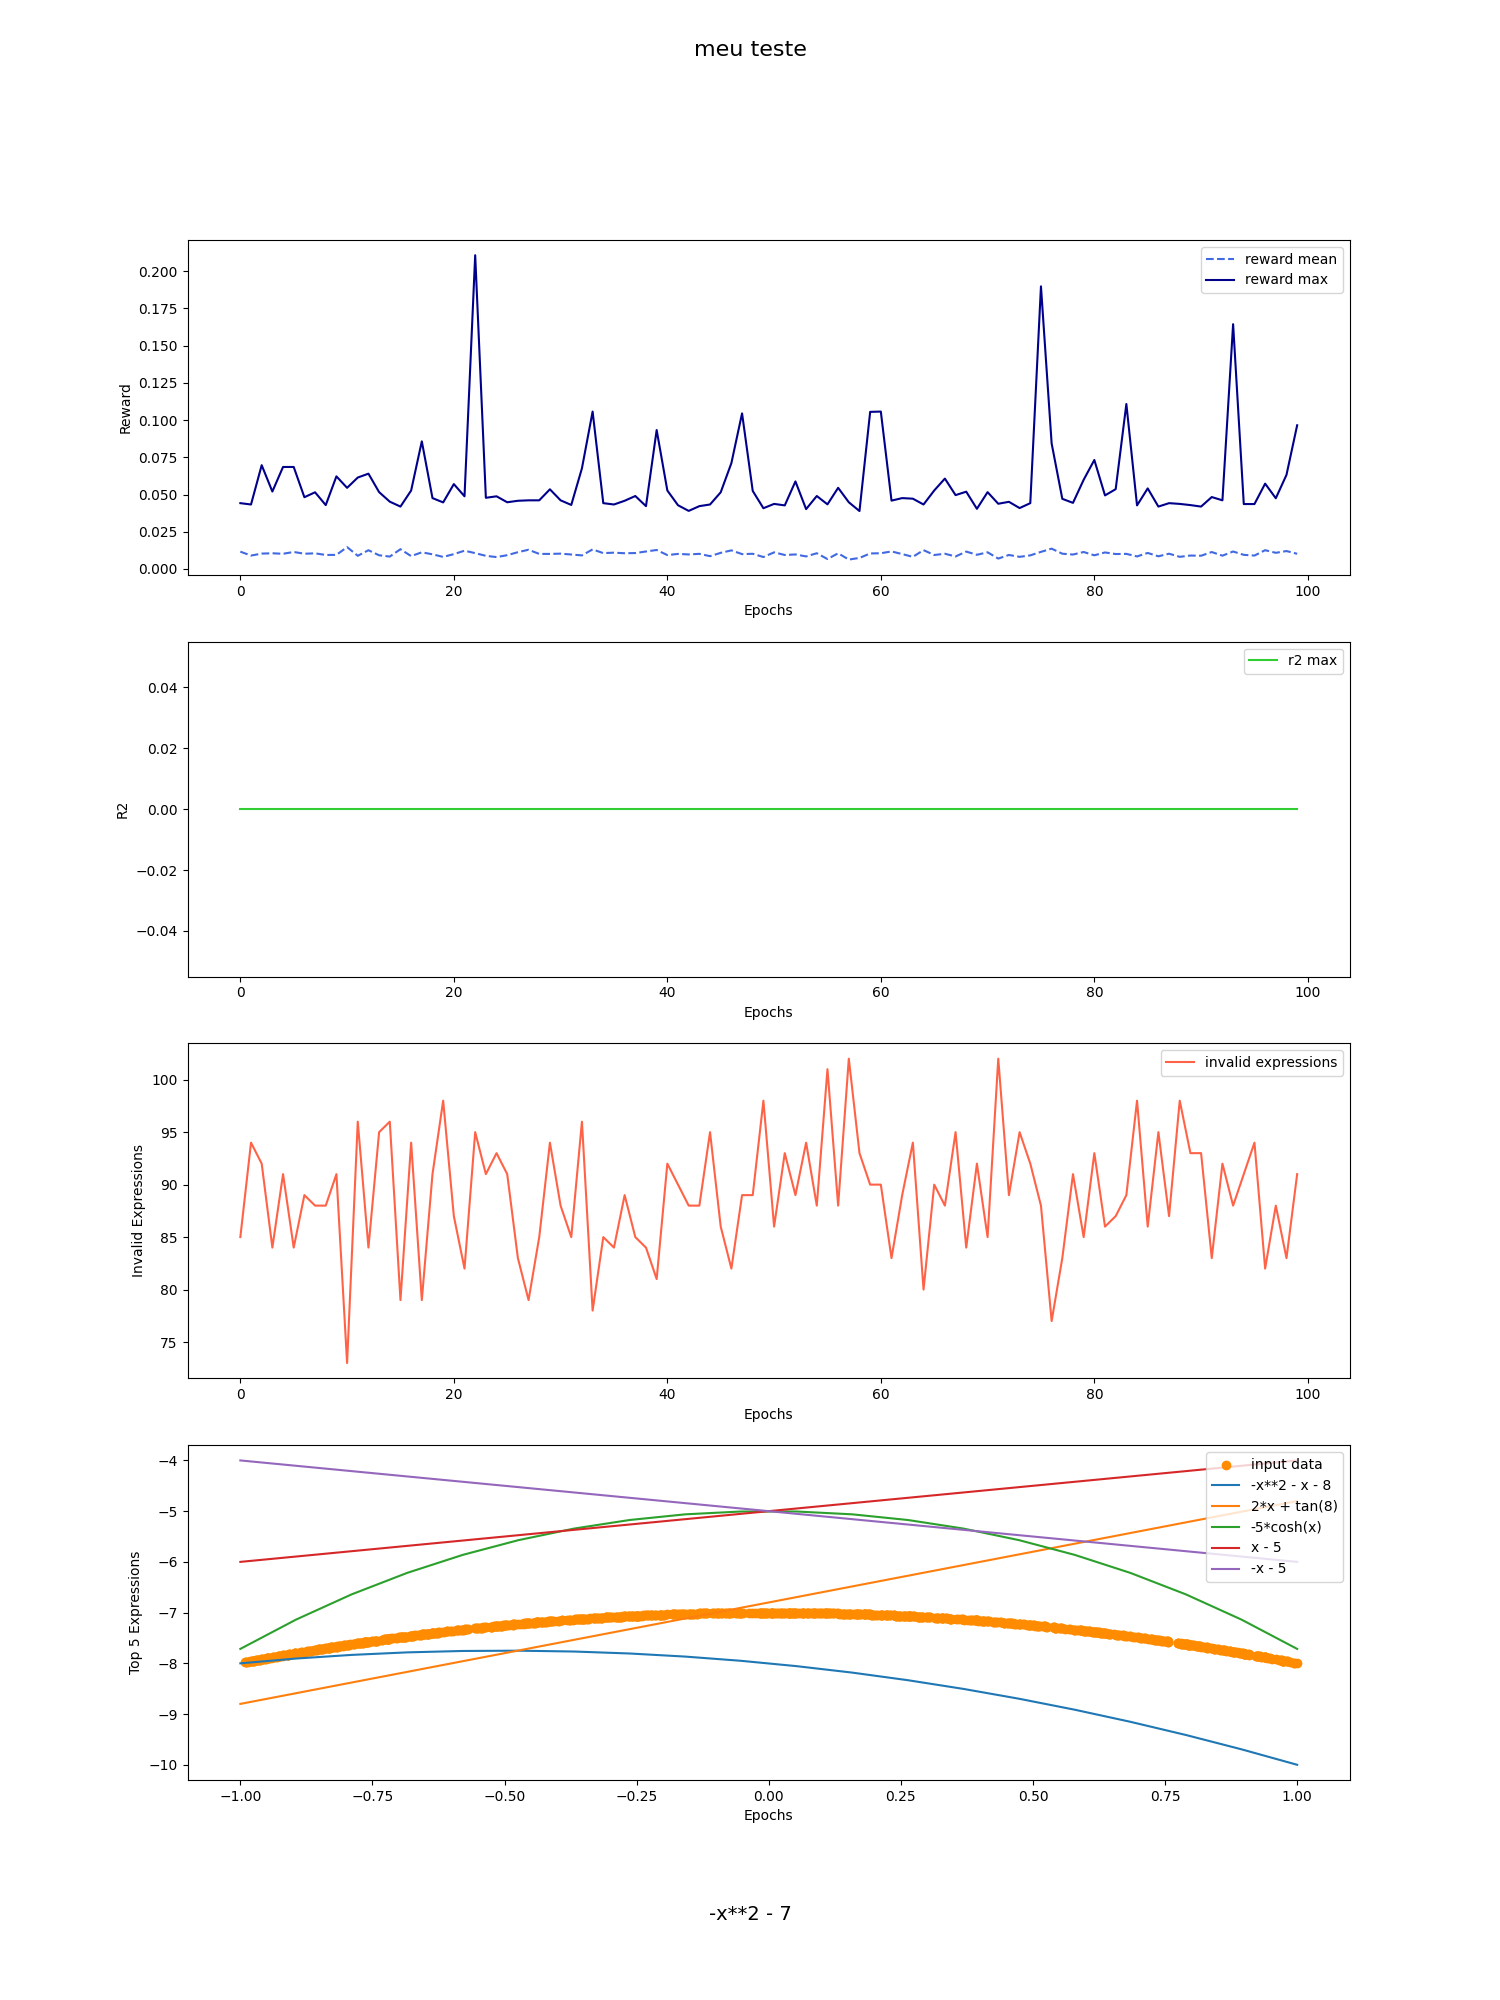 meu teste
0.200
0.175
0.150
0.125
0.100
0.075
0.050
0.025
0.000
Reward
reward mean
reward max
0 20 40 60 80 100
Epochs
0.04
0.02
0.00
−0.02
−0.04
R2
r2 max
0 20 40 60 80 100
Epochs
100
95
90
85
80
75
Invalid Expressions
invalid expressions
0 20 40 60 80 100
Epochs
−4
−5
−6
−7
−8
−9
−10
Top 5 Expressions
input data
-x**2 - x - 8
2*x + tan(8)
-5*cosh(x)
x - 5
-x - 5
−1.00 −0.75 −0.50 −0.25 0.00 0.25 0.50 0.75 1.00
Epochs
-x**2 - 7